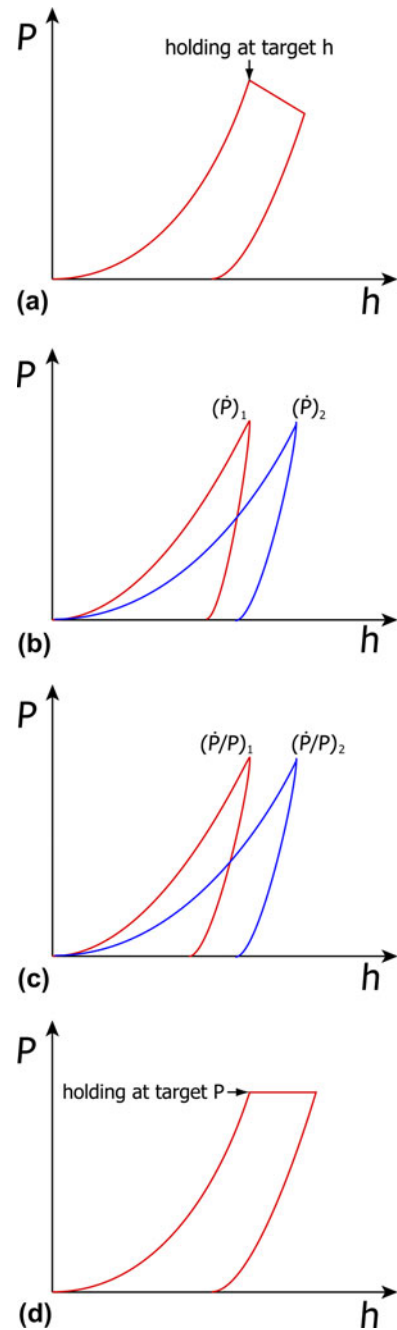 P
holding at target h
(a)
h
P
(Ṗ)₁ (Ṗ)₂
(b)
h
P
(Ṗ/P)₁ (Ṗ/P)₂
(c)
h
P
holding at target P
(d)
h